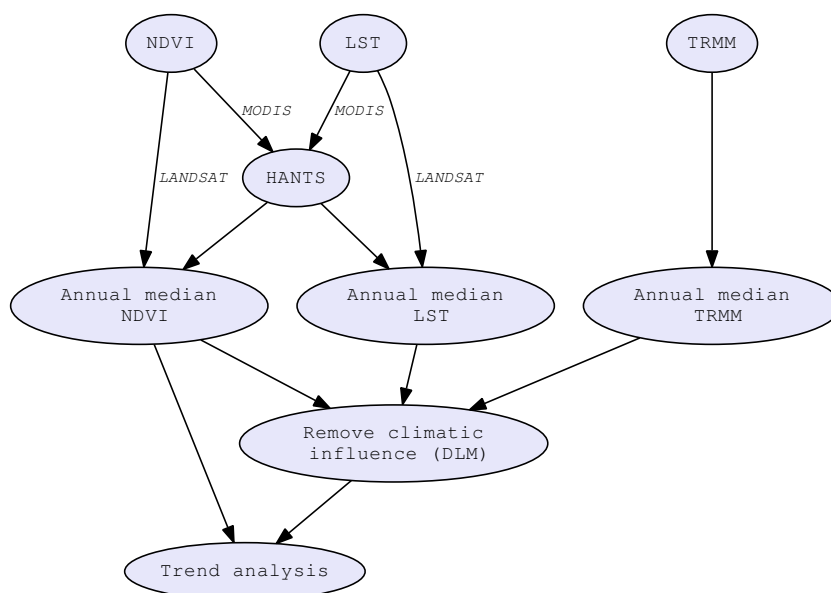 NDVI
LST
TRMM
MODIS
MODIS
HANTS
LANDSAT
LANDSAT
Annual median
NDVI
Annual median
LST
Annual median
TRMM
Remove climatic
influence (DLM)
Trend analysis